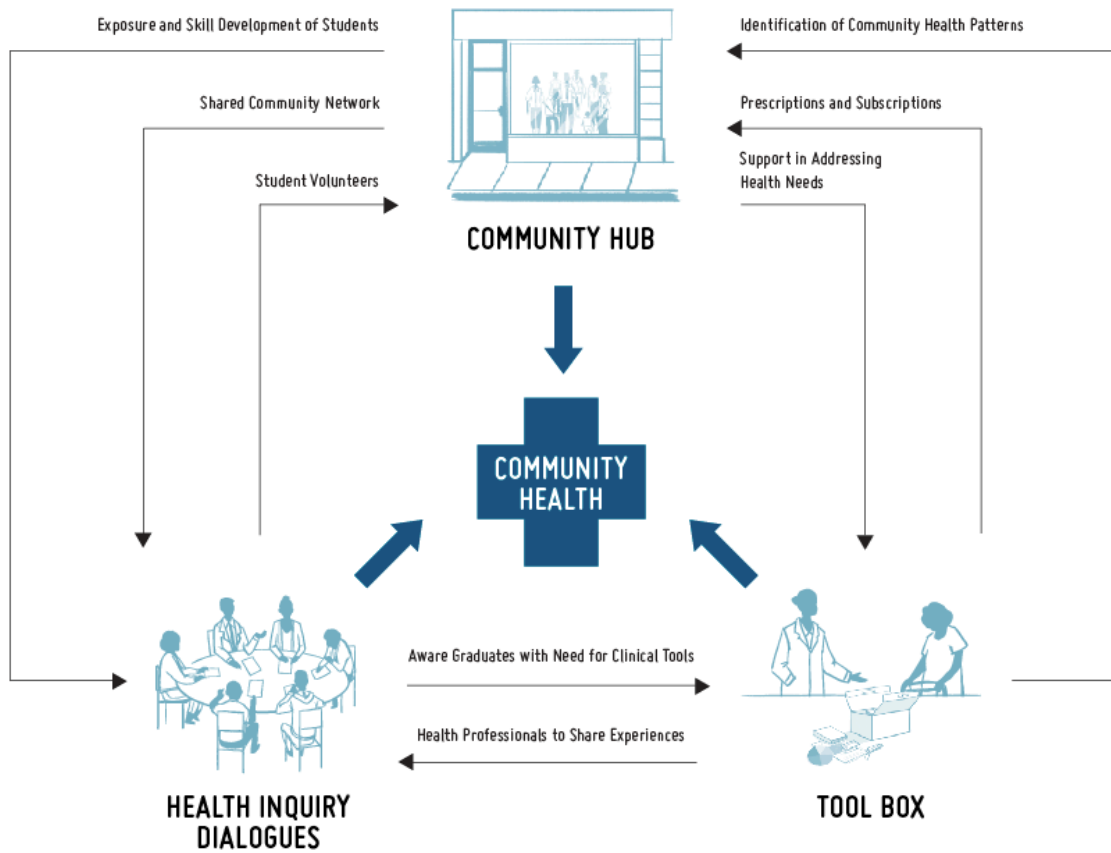 Exposure and Skill Development of Students
Identification of Community Health Patterns
Shared Community Network
Prescriptions and Subscriptions
Student Volunteers
Support in Addressing
Health Needs
COMMUNITY HUB
COMMUNITY
HEALTH
Aware Graduates with Need for Clinical Tools
Health Professionals to Share Experiences
HEALTH INQUIRY
DIALOGUES
TOOL BOX